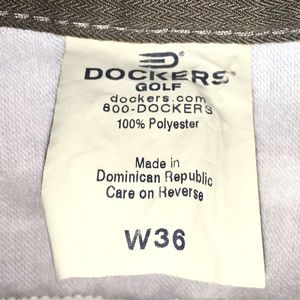 DOCKERS®
GOLF
dockers.com
800-DOCKERS
100% Polyester
Made in
Dominican Republic
Care on Reverse
W36